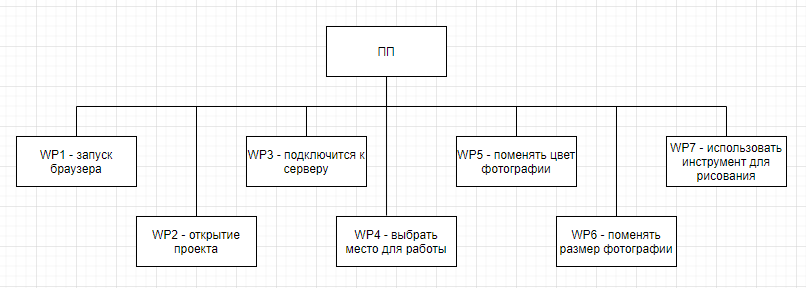 ПП
WP1 - запуск
браузера
WP3 - подключится к
серверу
WP5 - поменять цвет
фотографии
WP7 - использовать
инструмент для
рисования
WP2 - открытие
проекта
WP4 - выбрать
место для работы
WP6 - поменять
размер фотографии